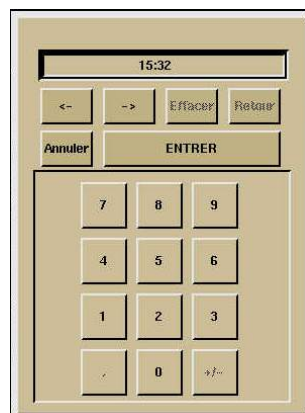 15:32
<- -> Effacer Retour
Annuler ENTRER
7 8 9
4 5 6
1 2 3
, 0 +/-